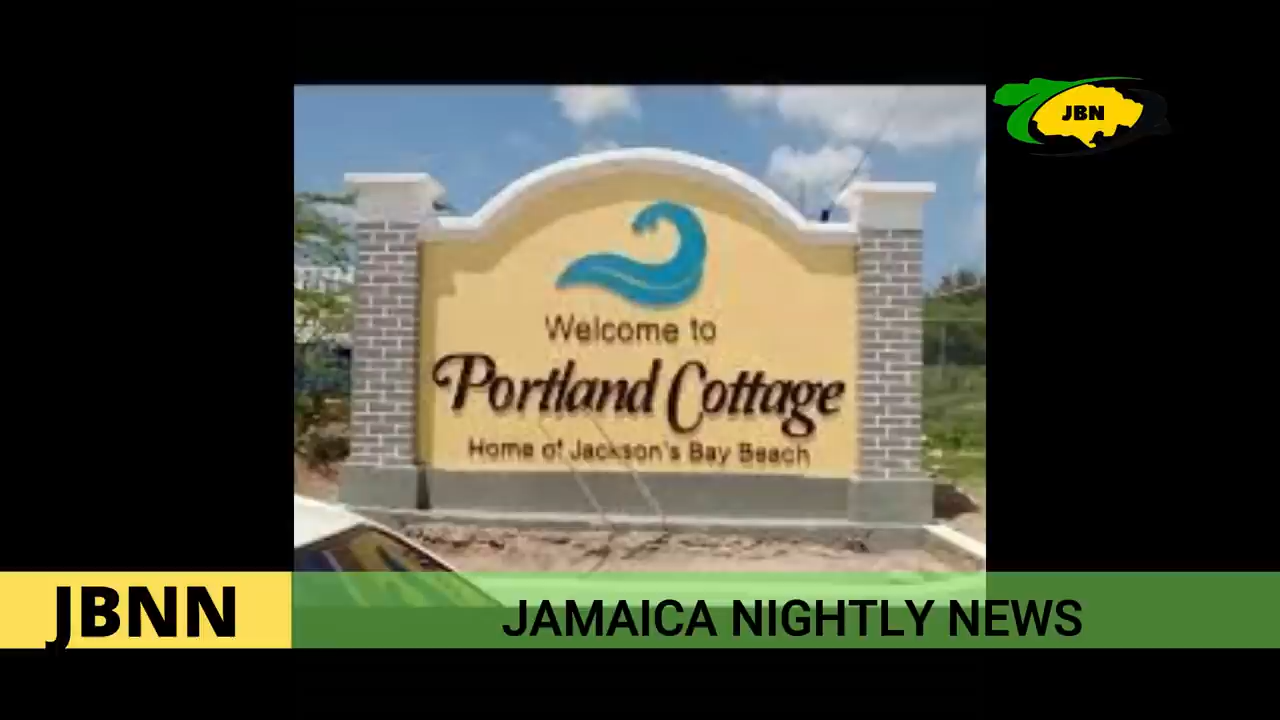 JBN
Welcome to
Portland Cottage
Home of Jackson's Bay Beach
JBNN
JAMAICA NIGHTLY NEWS